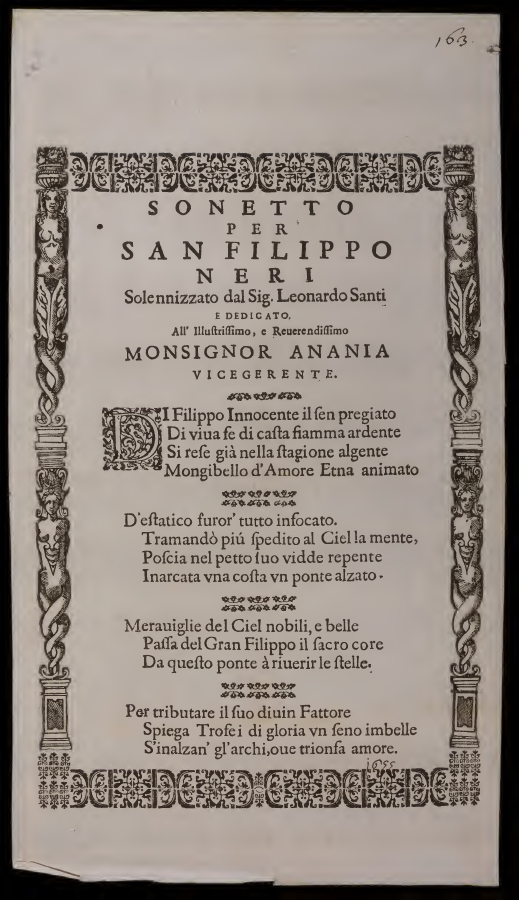 163.
SONETTO
PER
SAN FILIPPO
NERI
Solennizzato dal Sig. Leonardo Santi
E DEDICATO,
All' Illuſtriſſimo, e Reuerendiſſimo
MONSIGNOR ANANIA
VICEGERENTE.
DI Filippo Innocente il ſen pregiato
Di viua fe di caſta fiamma ardente
Si reſe già nella ſtagione algente
Mongibello d'Amore Etna animato
D'eſtatico furor' tutto infocato.
Tramandò più ſpedito al Ciel la mente,
Poſcia nel petto ſuo vidde repente
Inarcata vna coſta vn ponte alzato.
Merauiglie del Ciel nobili, e belle
Paſſa del Gran Filippo il ſacro core
Da queſto ponte à riuerir le ſtelle.
Per tributare il ſuo diuin Fattore
Spiega Trofei di gloria vn ſeno imbelle
S'inalzan' gl'archi, oue trionfa amore.
1655